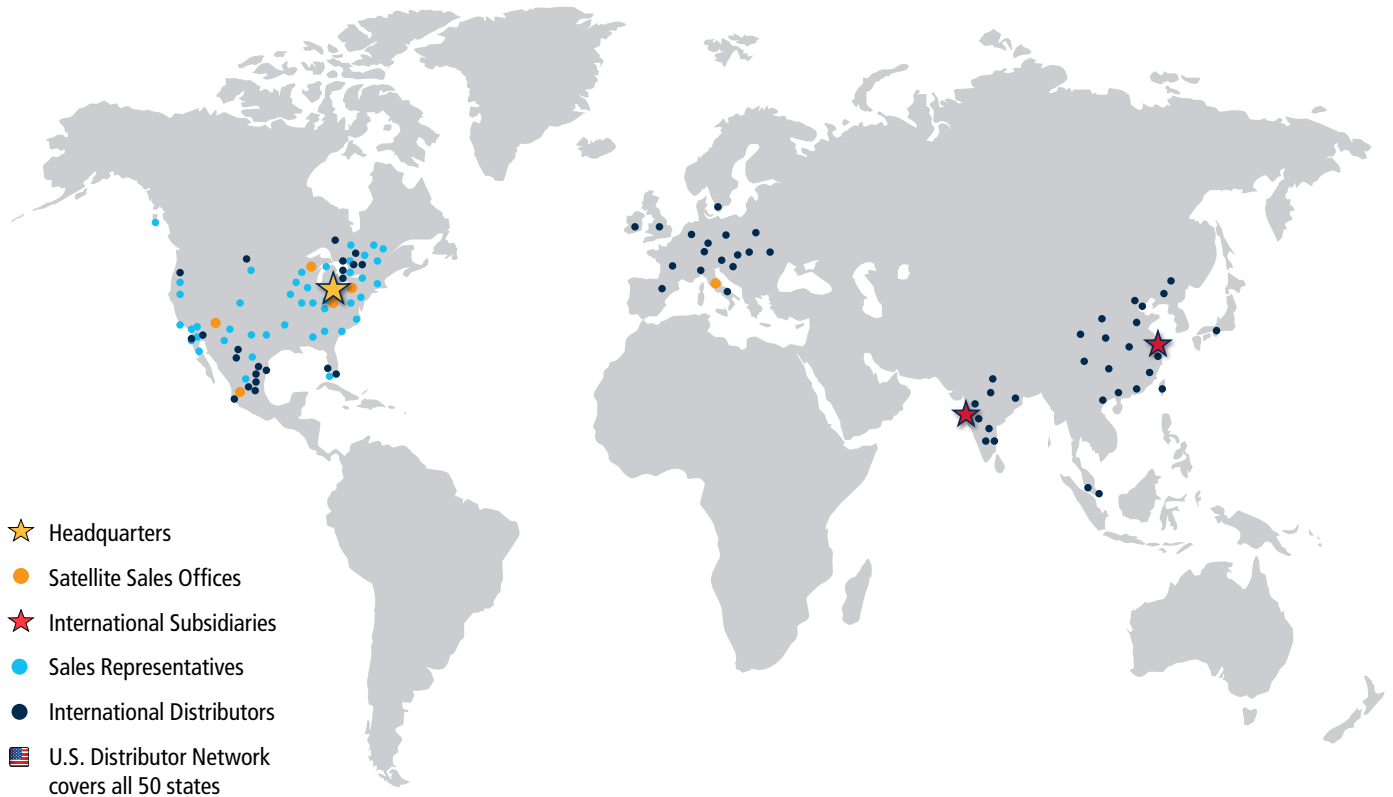 Headquarters
Satellite Sales Offices
International Subsidiaries
Sales Representatives
International Distributors
U.S. Distributor Network
covers all 50 states